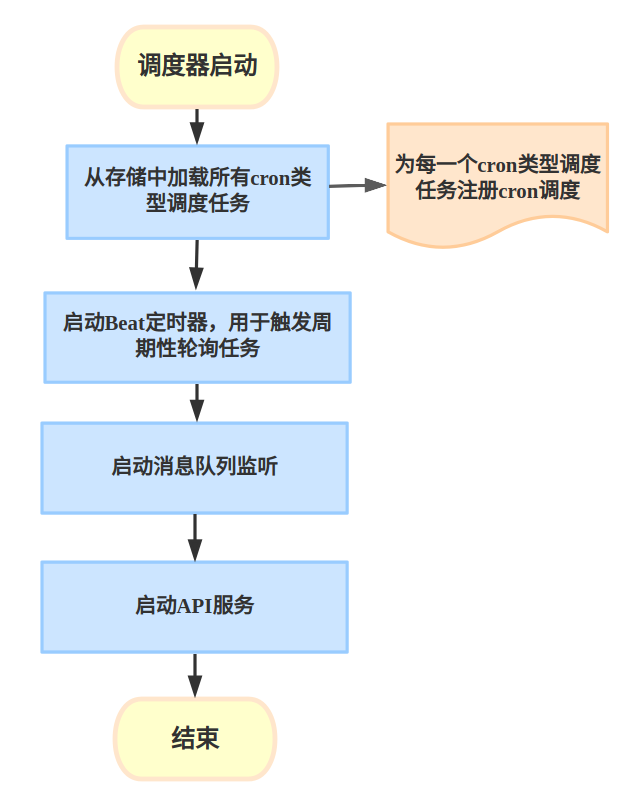 调度器启动
从存储中加载所有cron类
型调度任务
为每一个cron类型调度
任务注册cron调度
启动Beat定时器，用于触发周
期性轮询任务
启动消息队列监听
启动API服务
结束